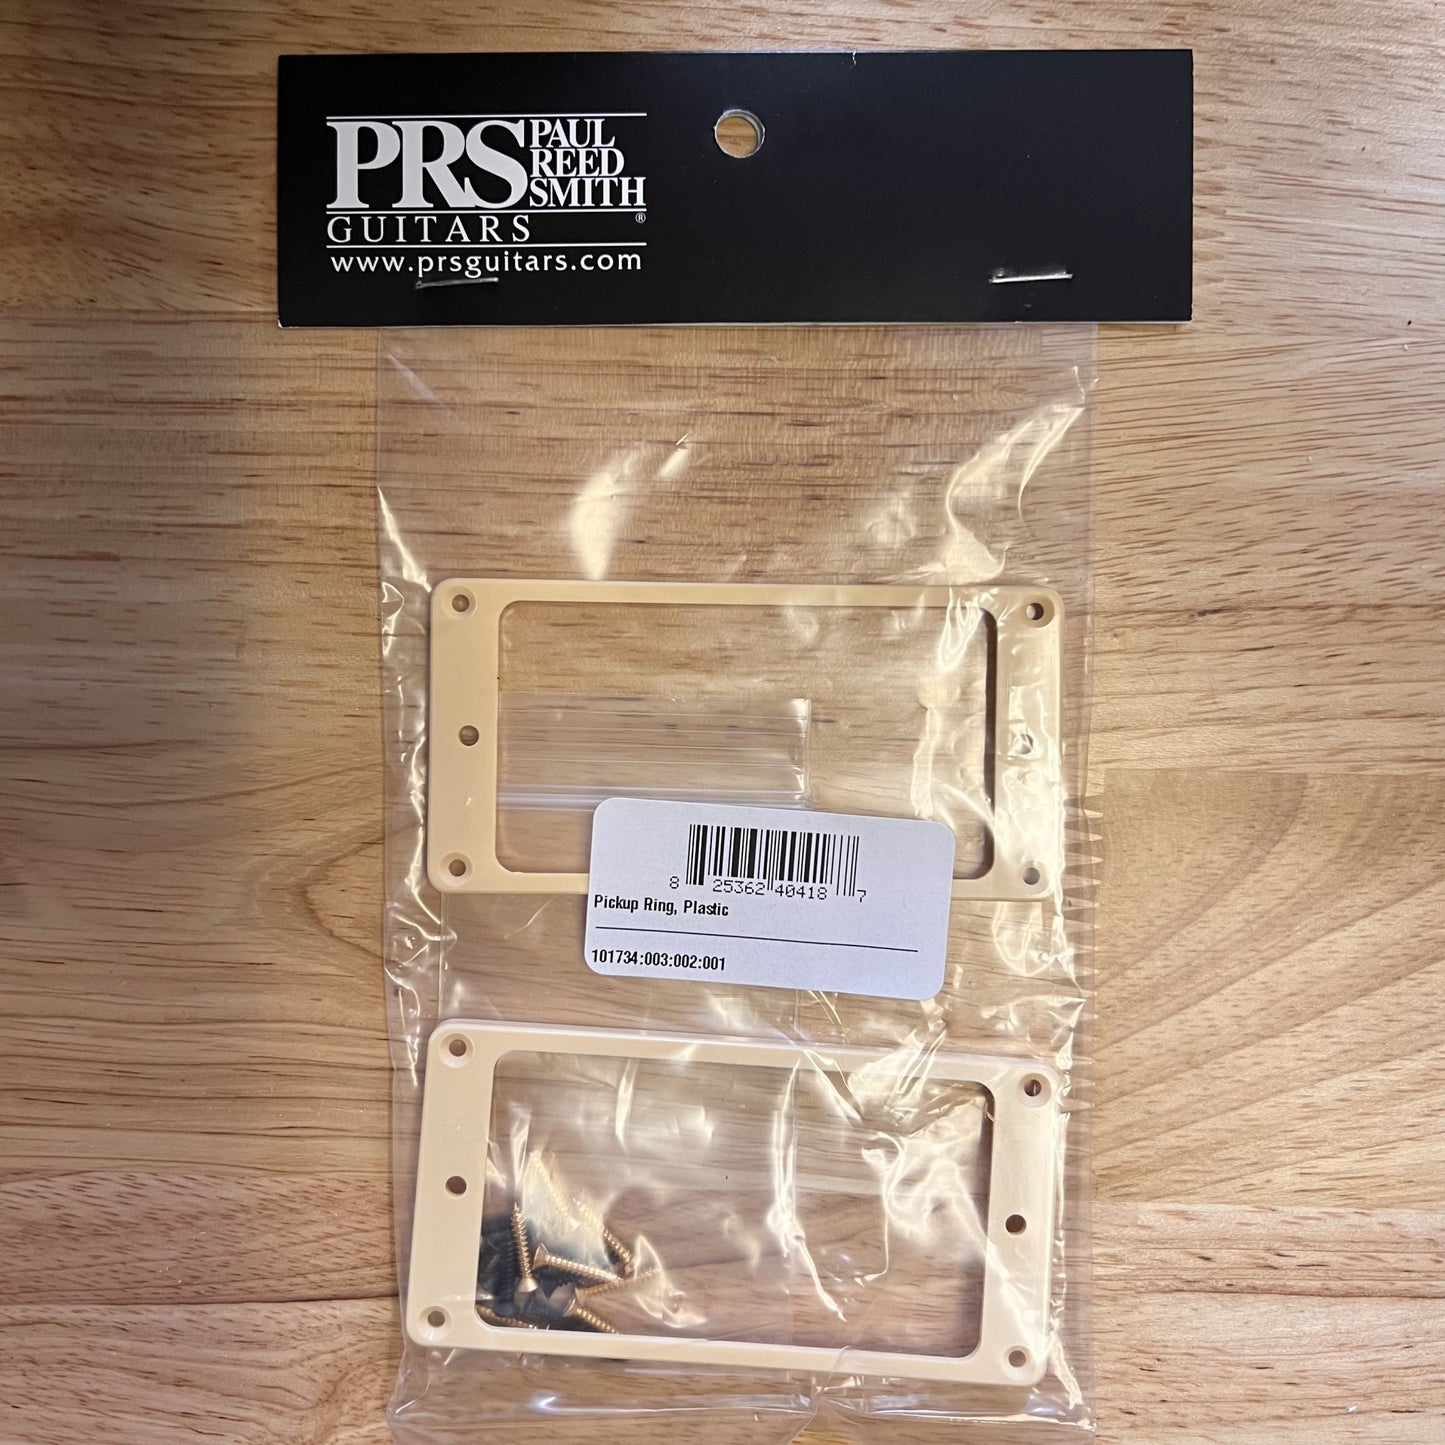 PRS PAUL
REED
SMITH
GUITARS ®
www.prsguitars.com
8 25362 40418 7
Pickup Ring, Plastic
101734:003:002:001